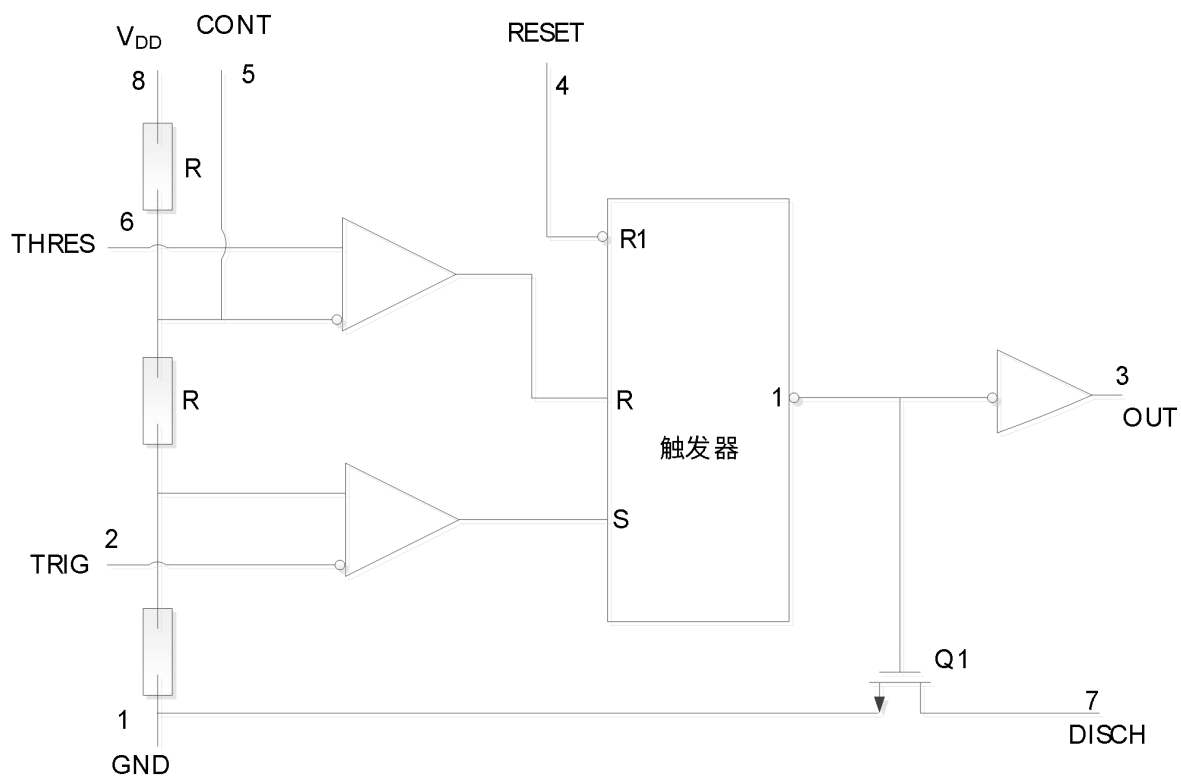 CONT
RESET
VDD
8
5
4
R
6
THRES
R1
R
R
1
3
OUT
触发器
S
2
TRIG
Q1
1
7
DISCH
GND